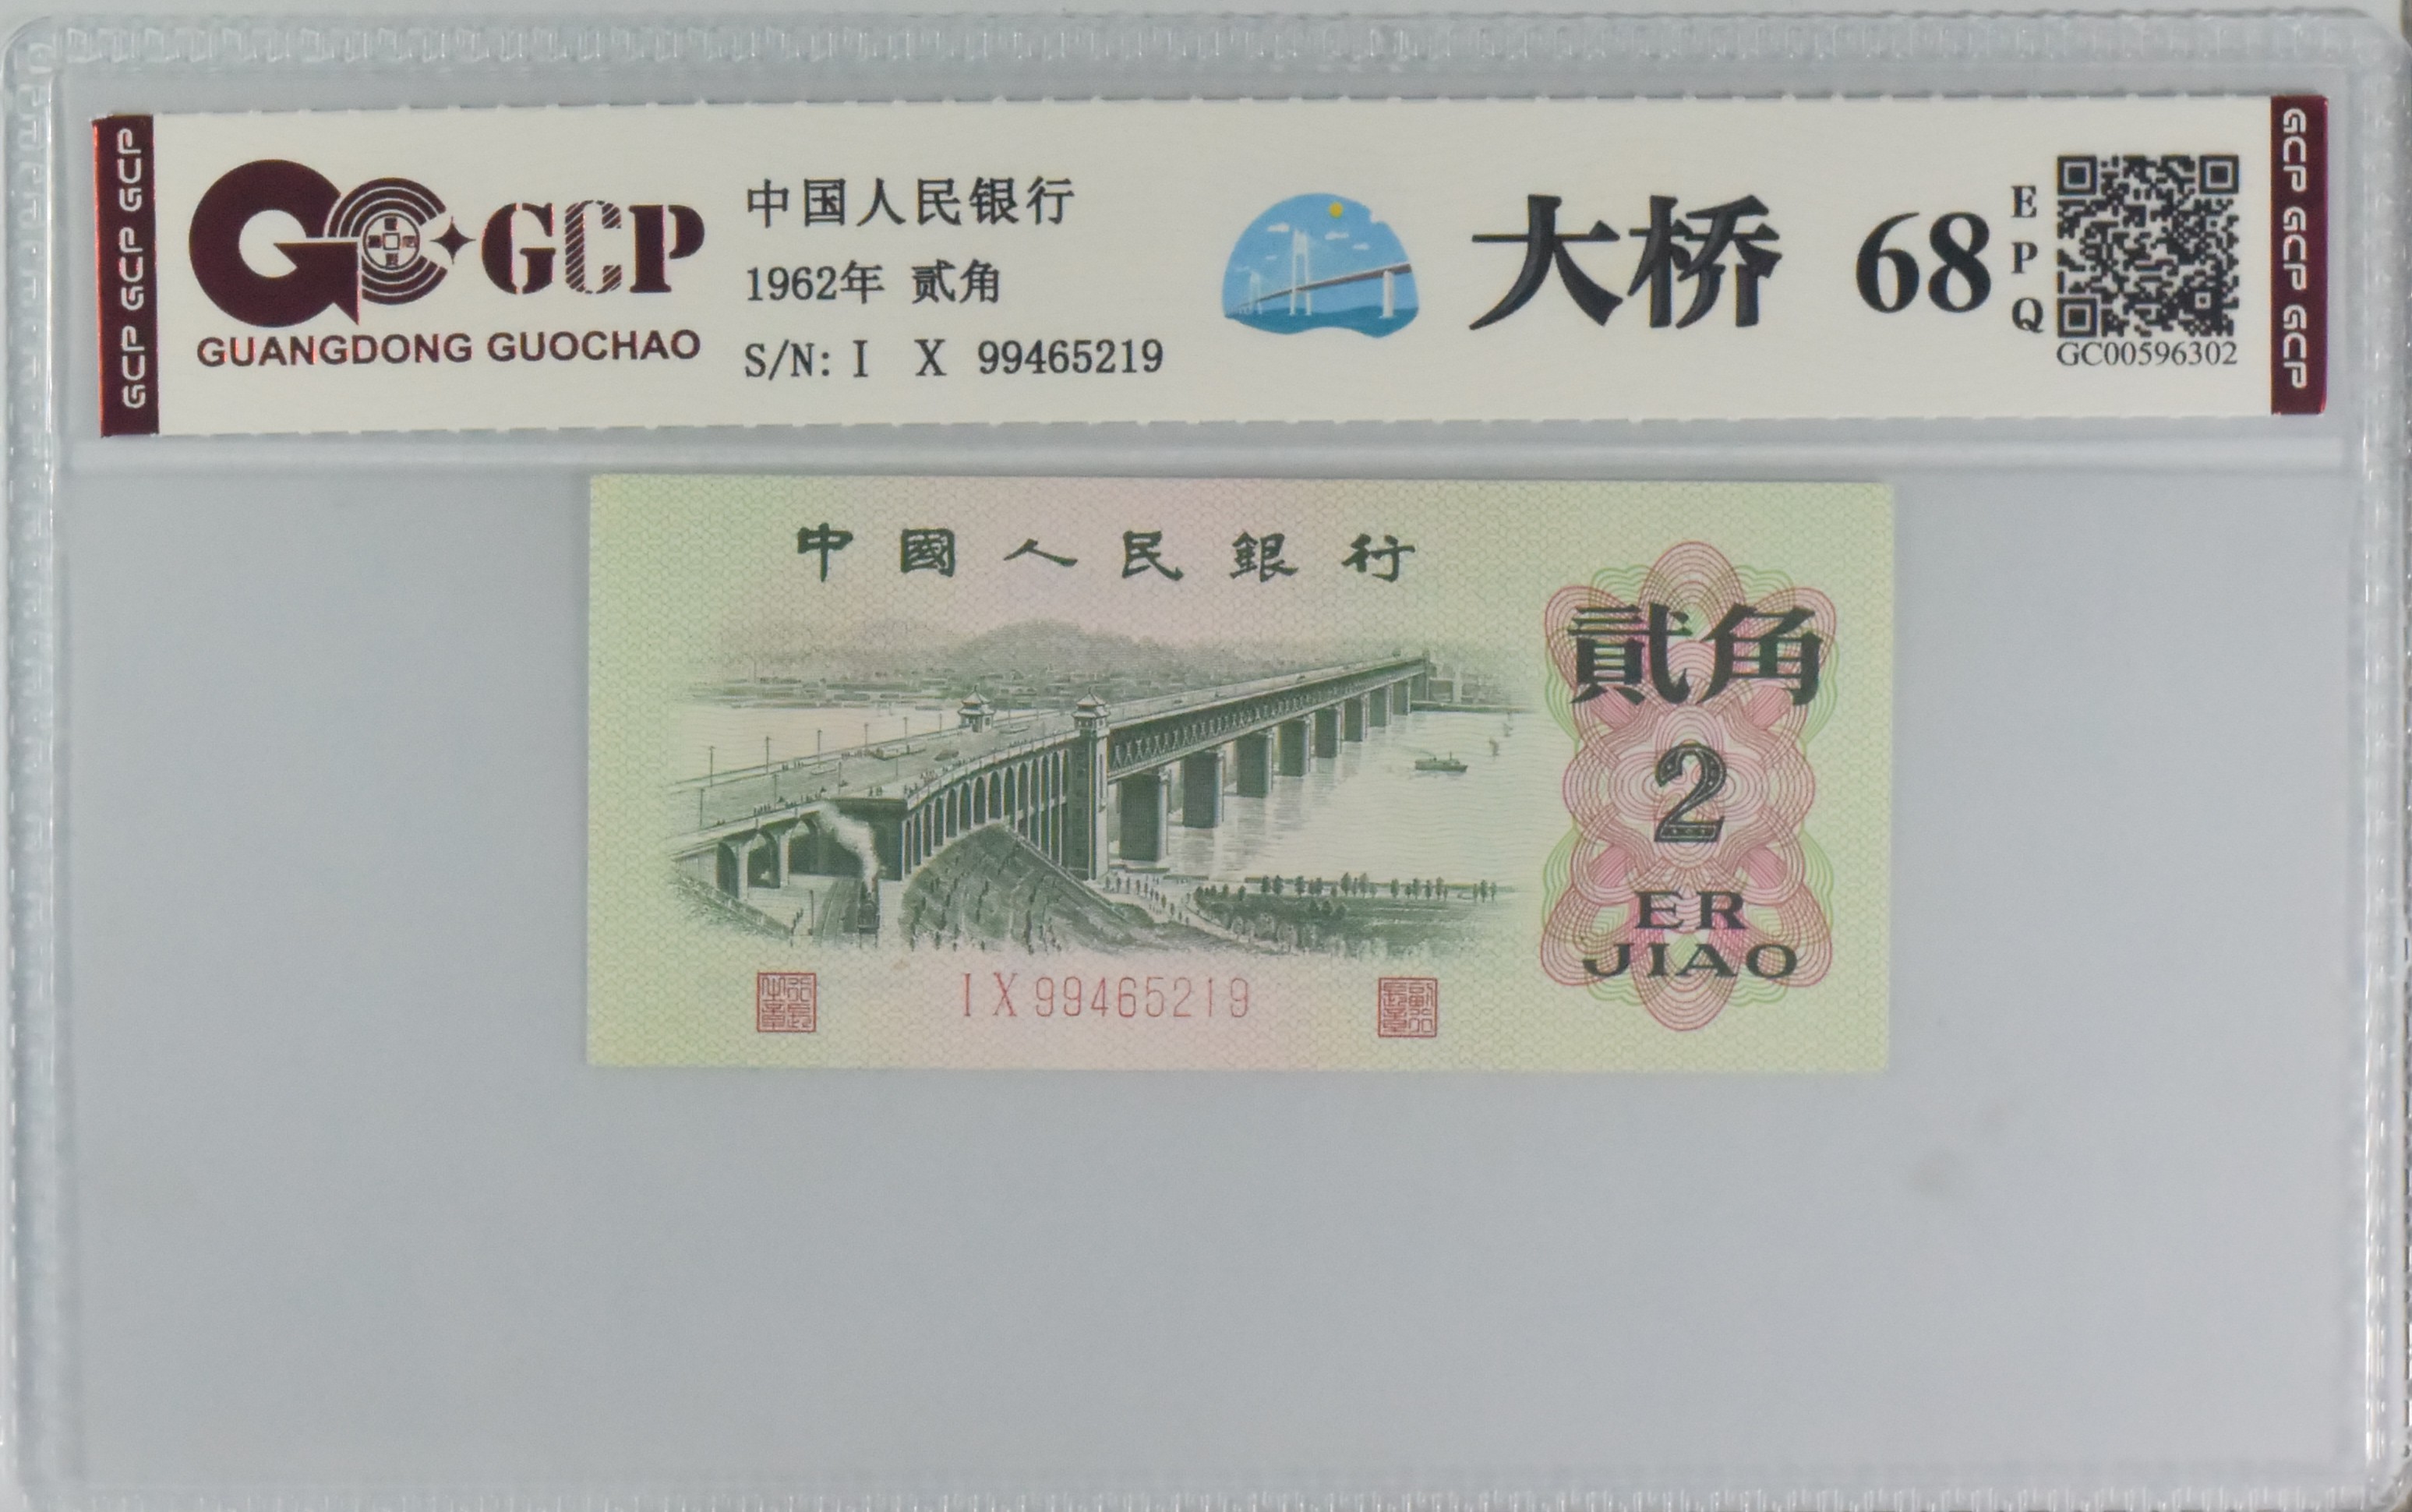 GCP GCP GCP
GCP
GUANGDONG GUOCHAO
中国人民银行
1962年 贰角
S/N: I X 99465219
大桥
68
EPQ
GC00596302
GCP GCP GCP
中國人民銀行
貳角
2
ER
JIAO
I X 99465219